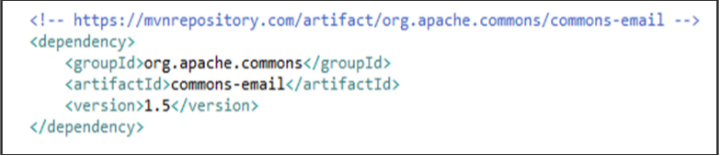 <!-- https://mvnrepository.com/artifact/org.apache.commons/commons-email -->
<dependency>
    <groupId>org.apache.commons</groupId>
    <artifactId>commons-email</artifactId>
    <version>1.5</version>
</dependency>